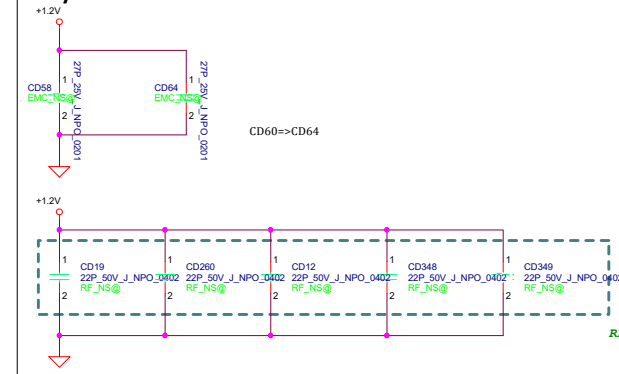 +1.2V
1
1
CD58
EMC_NS@
27P_25V_J_NPO_0201
CD64
EMC_NS@
27P_25V_J_NPO_0201
2
2
CD60=>CD64
+1.2V
1
1
1
1
1
CD19
22P_50V_J_NPO_0402
RF_NS@
CD260
22P_50V_J_NPO_0402
RF_NS@
CD12
22P_50V_J_NPO_0402
RF_NS@
CD348
22P_50V_J_NPO_0402
RF_NS@
CD349
22P_50V_J_NPO_0402
RF_NS@
2
2
2
2
2